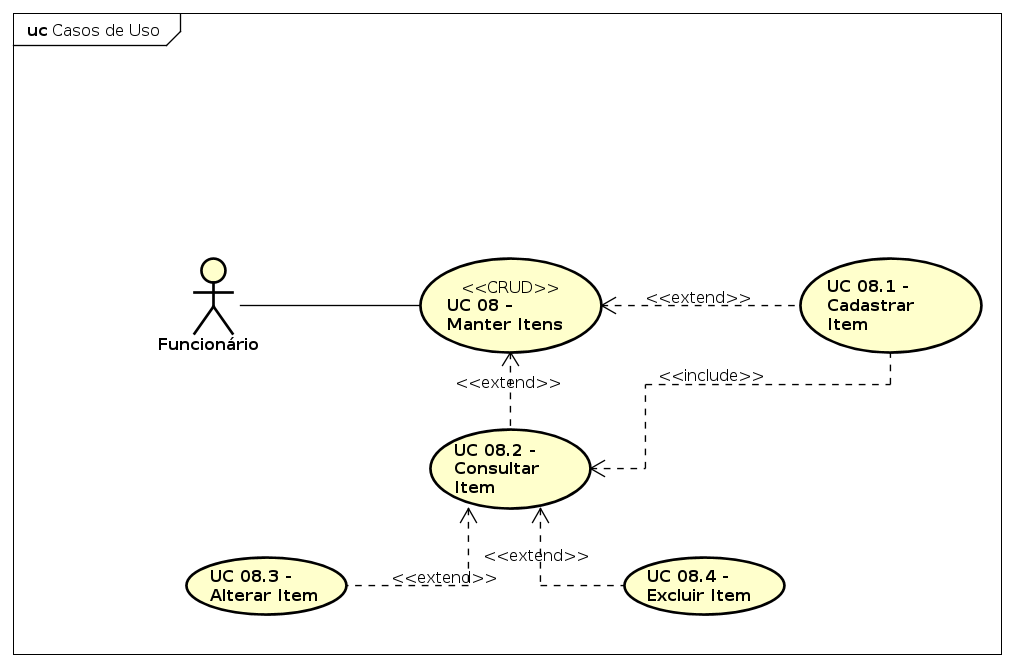 uc Casos de Uso
<<CRUD>>
UC 08 -
Manter Itens
<<extend>>
UC 08.1 -
Cadastrar
Item
Funcionário
<<extend>>
<<include>>
UC 08.2 -
Consultar
Item
<<extend>>
<<extend>>
UC 08.3 -
Alterar Item
UC 08.4 -
Excluir Item